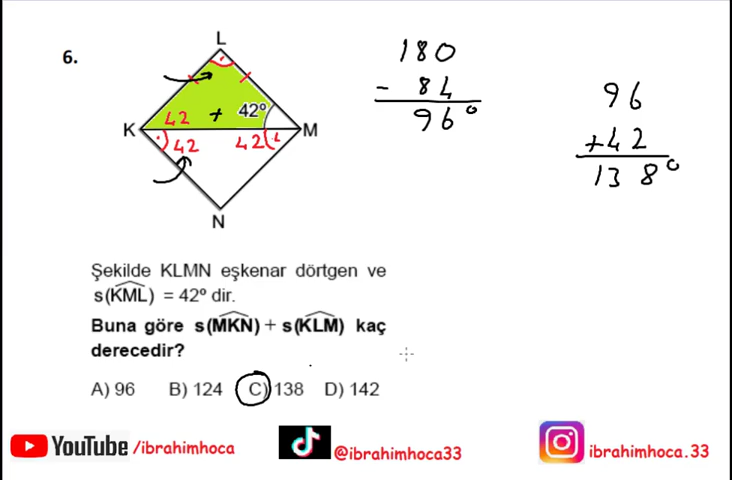 6.
L
180
- 84
96°
96
+42
138°
42 + 42°
K
M
42 42
N
Şekilde KLMN eşkenar dörtgen ve
s(KML) = 42° dir.
Buna göre s(MKN) + s(KLM) kaç
derecedir?
A) 96 B) 124 C) 138 D) 142
YouTube /ibrahimhoca
@ibrahimhoca33
ibrahimhoca.33